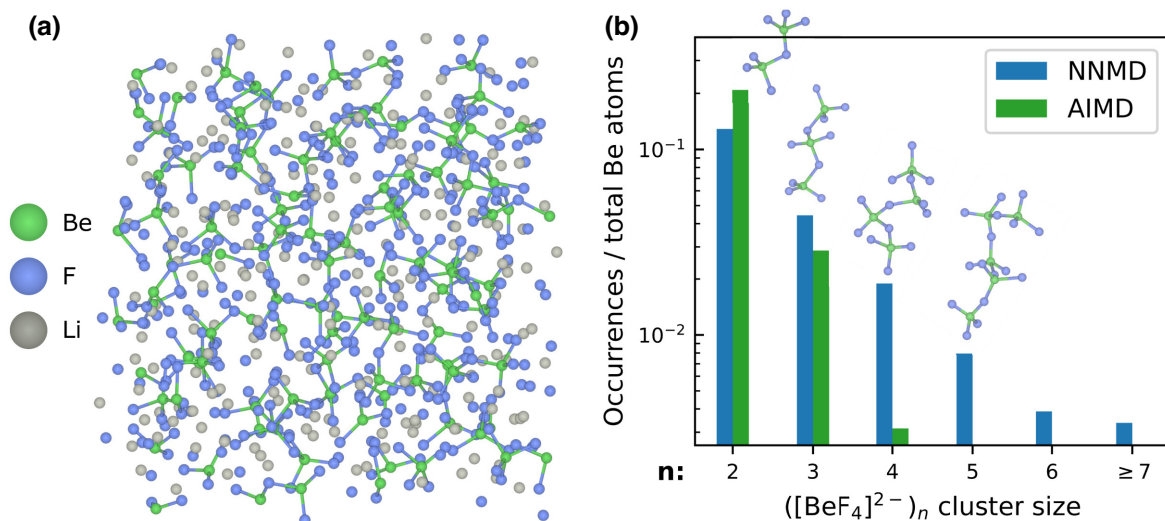 (a)
Be
F
Li
(b)
NNMD
AIMD
Occurrences / total Be atoms
10⁻¹
10⁻²
n: 2 3 4 5 6 ≥ 7
([BeF₄]²⁻)ₙ cluster size